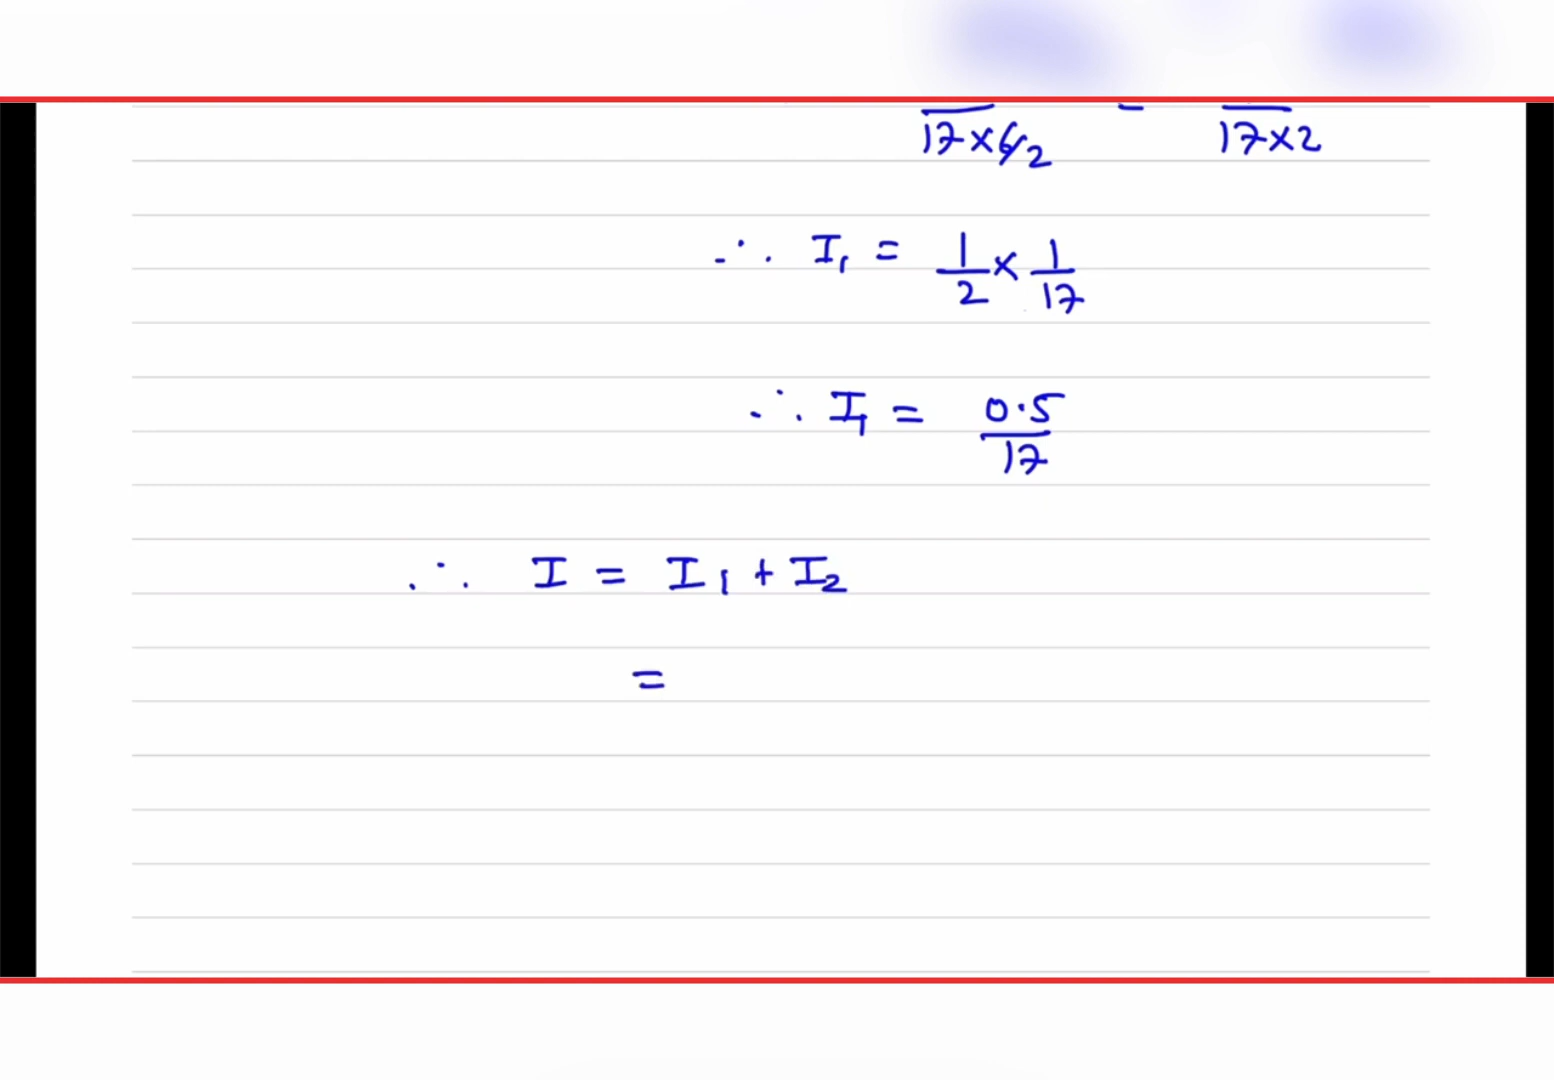 17×6/2 = 17×2
∴ I₁ = 1/2 × 1/17
∴ I₁ = 0.5/17
∴ I = I₁ + I₂
=